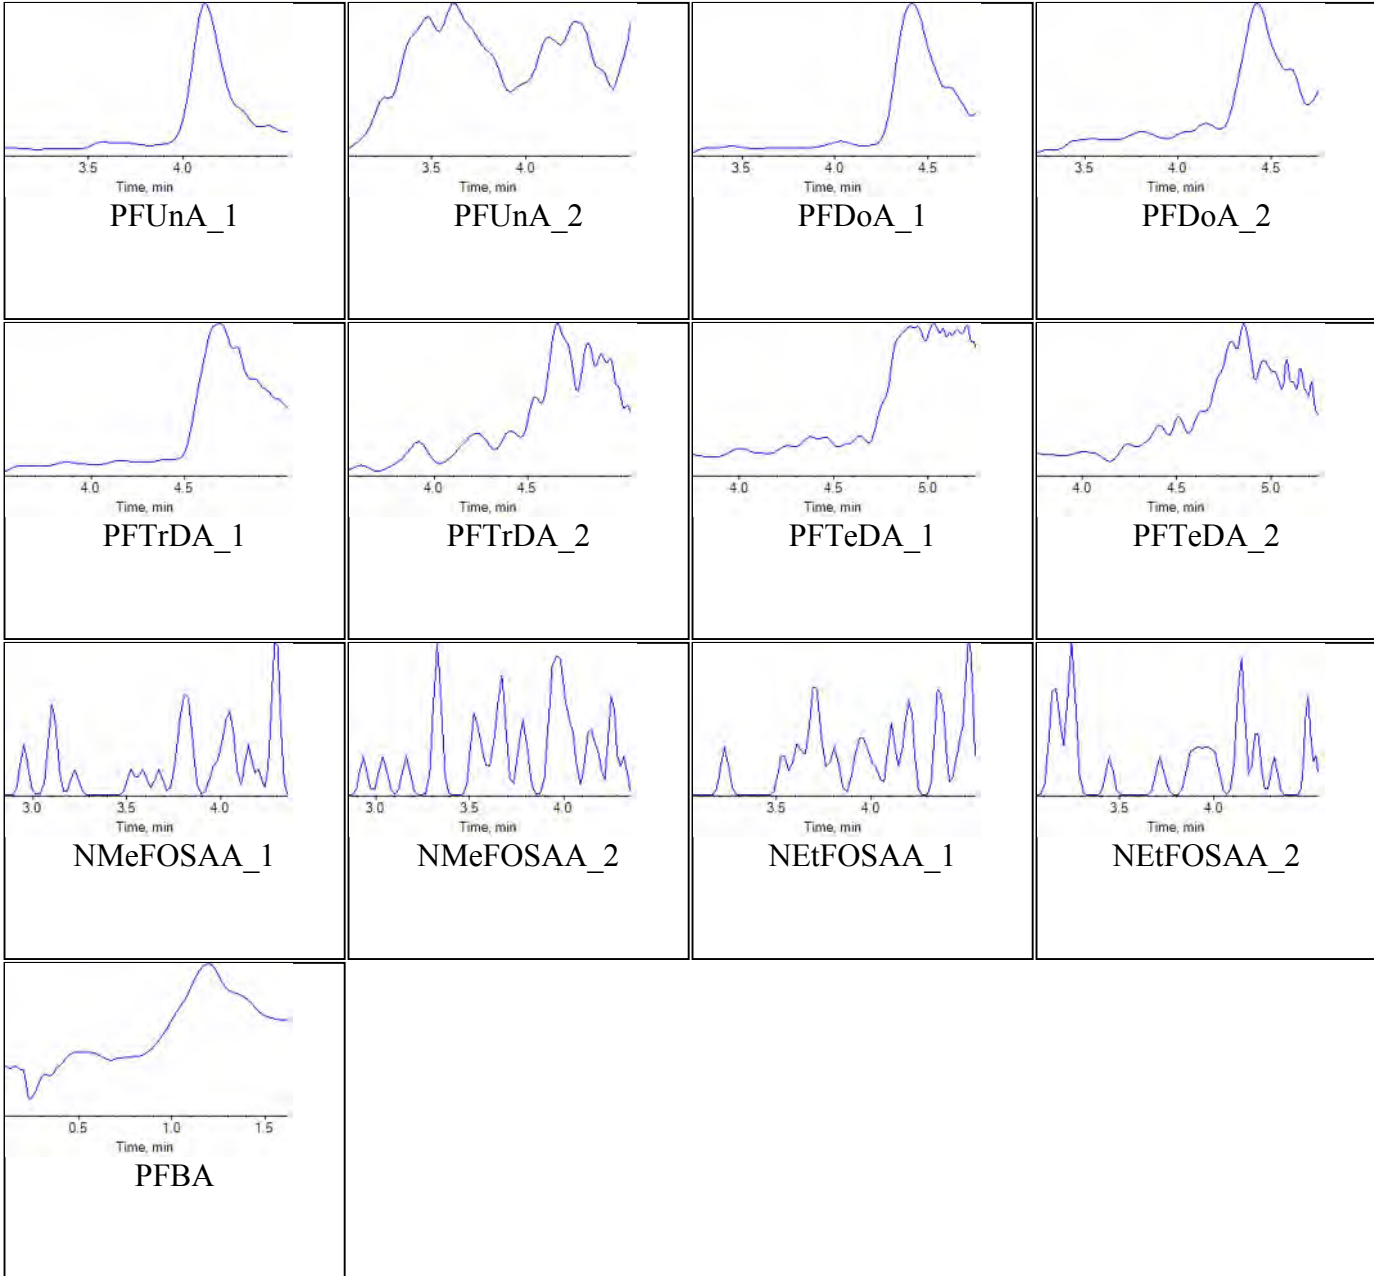 3.5 4.0
Time, min
PFUnA_1
3.5 4.0
Time, min
PFUnA_2
3.5 4.0 4.5
Time, min
PFDoA_1
3.5 4.0 4.5
Time, min
PFDoA_2
4.0 4.5
Time, min
PFTrDA_1
4.0 4.5
Time, min
PFTrDA_2
4.0 4.5 5.0
Time, min
PFTeDA_1
4.0 4.5 5.0
Time, min
PFTeDA_2
3.0 3.5 4.0
Time, min
NMeFOSAA_1
3.0 3.5 4.0
Time, min
NMeFOSAA_2
3.5 4.0
Time, min
NEtFOSAA_1
3.5 4.0
Time, min
NEtFOSAA_2
0.5 1.0 1.5
Time, min
PFBA